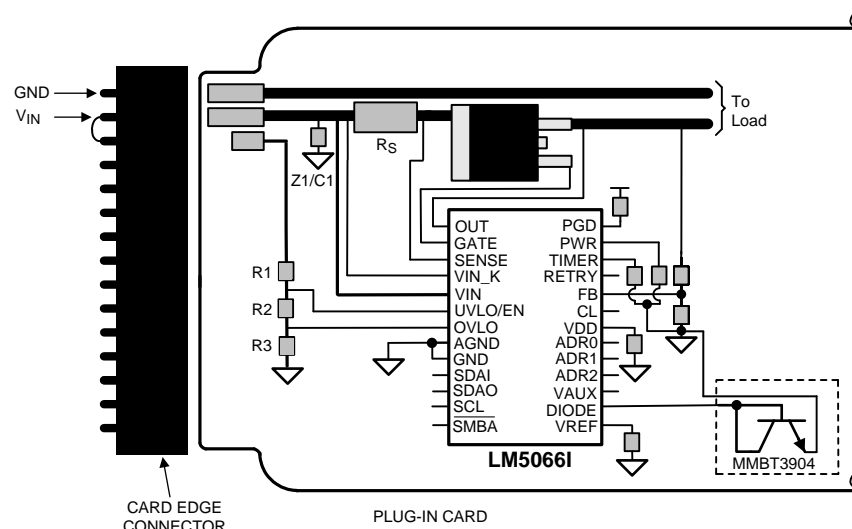 GND
VIN
To
Load
RS
Z1/C1
OUT
GATE
SENSE
VIN_K
VIN
UVLO/EN
OVLO
AGND
GND
SDAI
SDAO
SCL
SMBA
PGD
PWR
TIMER
RETRY
FB
CL
VDD
ADR0
ADR1
ADR2
VAUX
DIODE
VREF
R1
R2
R3
LM5066I
MMBT3904
CARD EDGE
CONNECTOR
PLUG-IN CARD